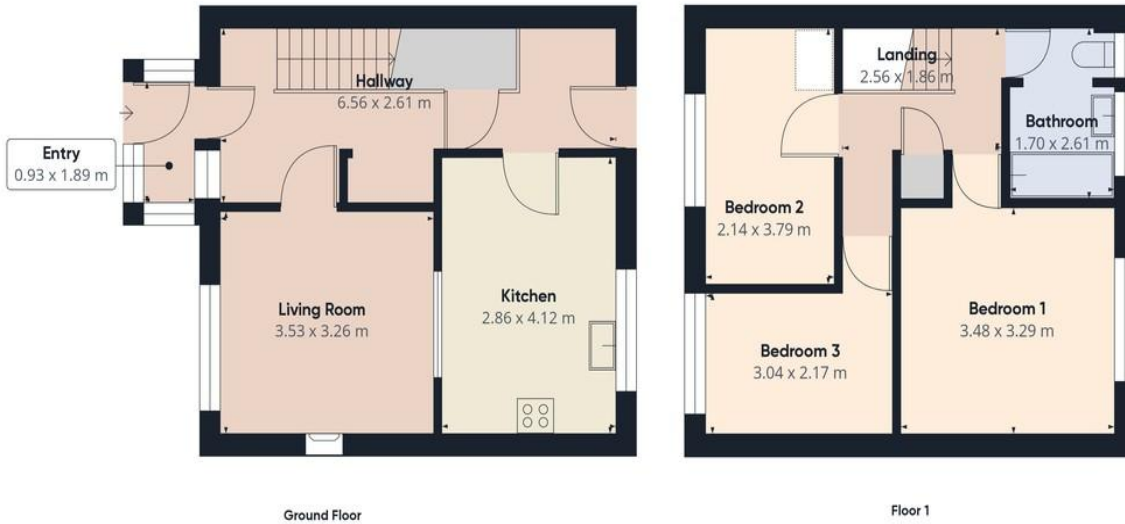 Hallway
6.56 x 2.61 m
Entry
0.93 x 1.89 m
Living Room
3.53 x 3.26 m
Kitchen
2.86 x 4.12 m
Ground Floor
Landing
2.56 x 1.86 m
Bathroom
1.70 x 2.61 m
Bedroom 2
2.14 x 3.79 m
Bedroom 1
3.48 x 3.29 m
Bedroom 3
3.04 x 2.17 m
Floor 1